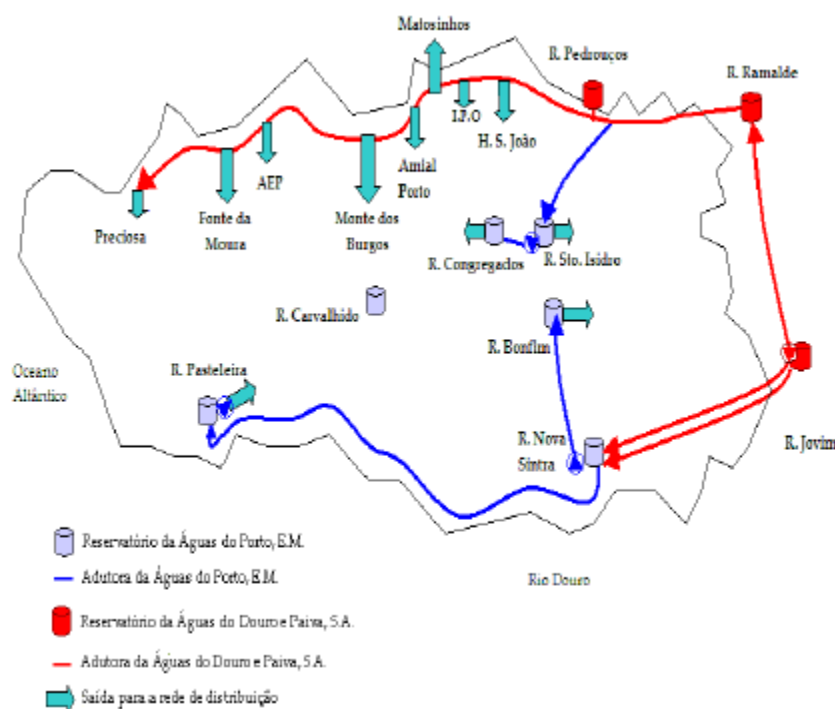 Matosinhos
R. Pedrouços
R. Ramalde
I.P.O
H. S. João
Amial
Porto
AEP
Fonte da
Moura
Monte dos
Burgos
Preciosa
R. Congregados
R. Sto. Isidro
R. Carvalhido
R. Bonfim
Oceano
Atlântico
R. Pasteleira
R. Nova
Sintra
R. Jovim
Rio Douro
Reservatório da Águas do Porto, E.M.
Adutora da Águas do Porto, E.M.
Reservatório da Águas do Douro e Paiva, S.A.
Adutora da Águas do Douro e Paiva, S.A.
Saída para a rede de distribuição